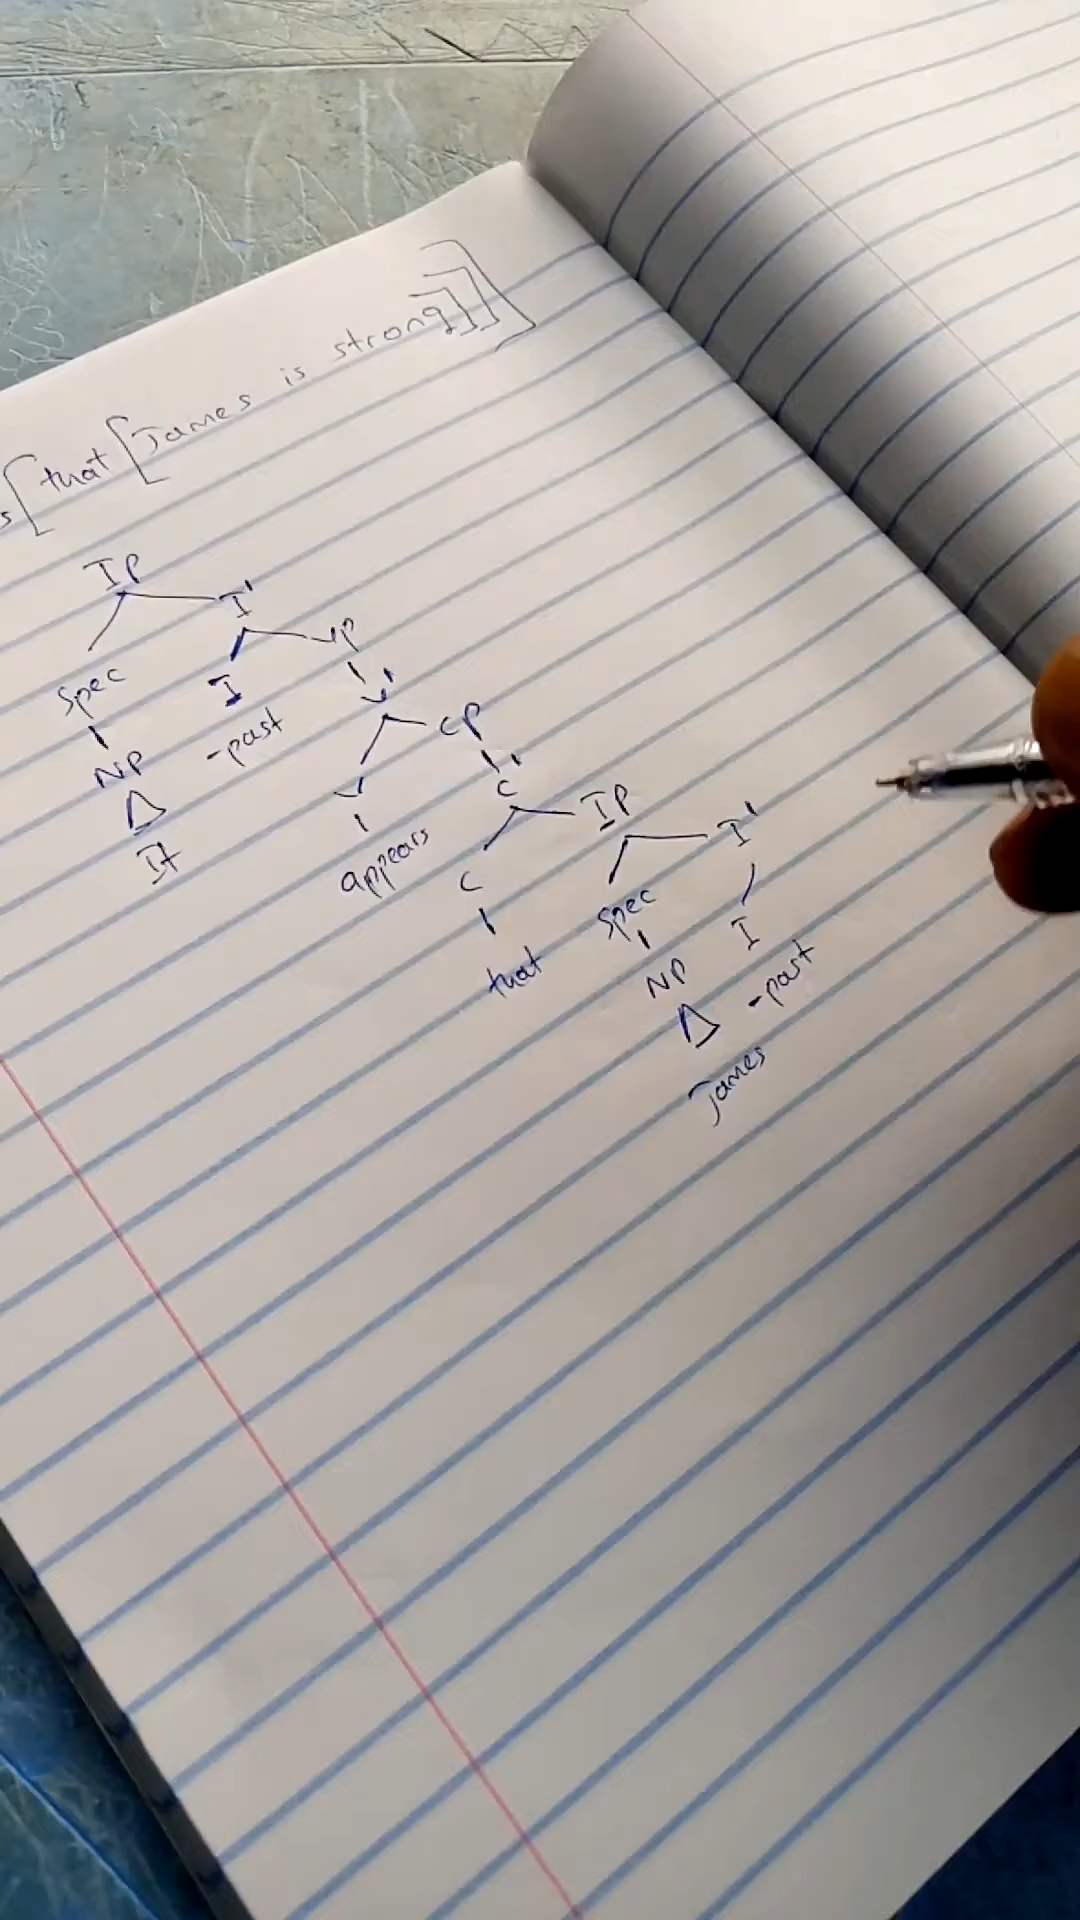 s[that [James is strong]]]]
IP
I'
Spec I VP
NP -past V' CP
It V C' IP I'
appears C Spec I
that NP -past
James